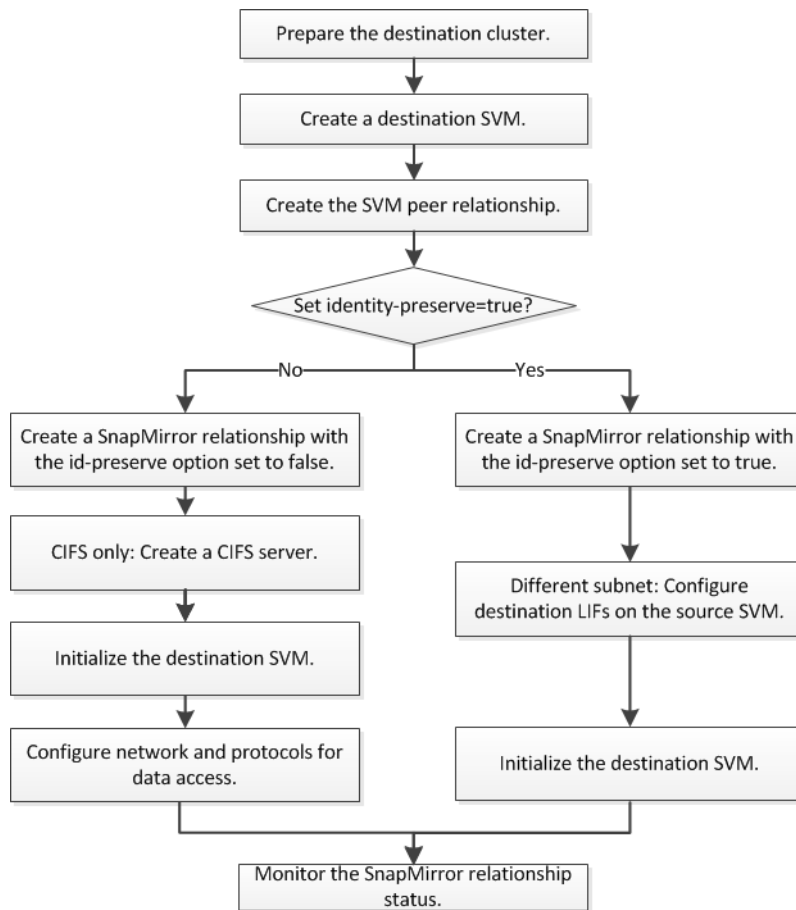 Prepare the destination cluster.
Create a destination SVM.
Create the SVM peer relationship.
Set identity-preserve=true?
No
Yes
Create a SnapMirror relationship with
the id-preserve option set to false.
Create a SnapMirror relationship with
the id-preserve option set to true.
CIFS only: Create a CIFS server.
Different subnet: Configure
destination LIFs on the source SVM.
Initialize the destination SVM.
Configure network and protocols for
data access.
Initialize the destination SVM.
Monitor the SnapMirror relationship
status.